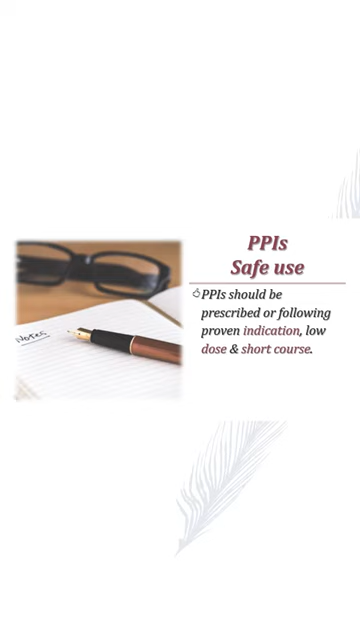 PPIs
Safe use
PPIs should be
prescribed or following
proven indication, low
dose & short course.
Notes